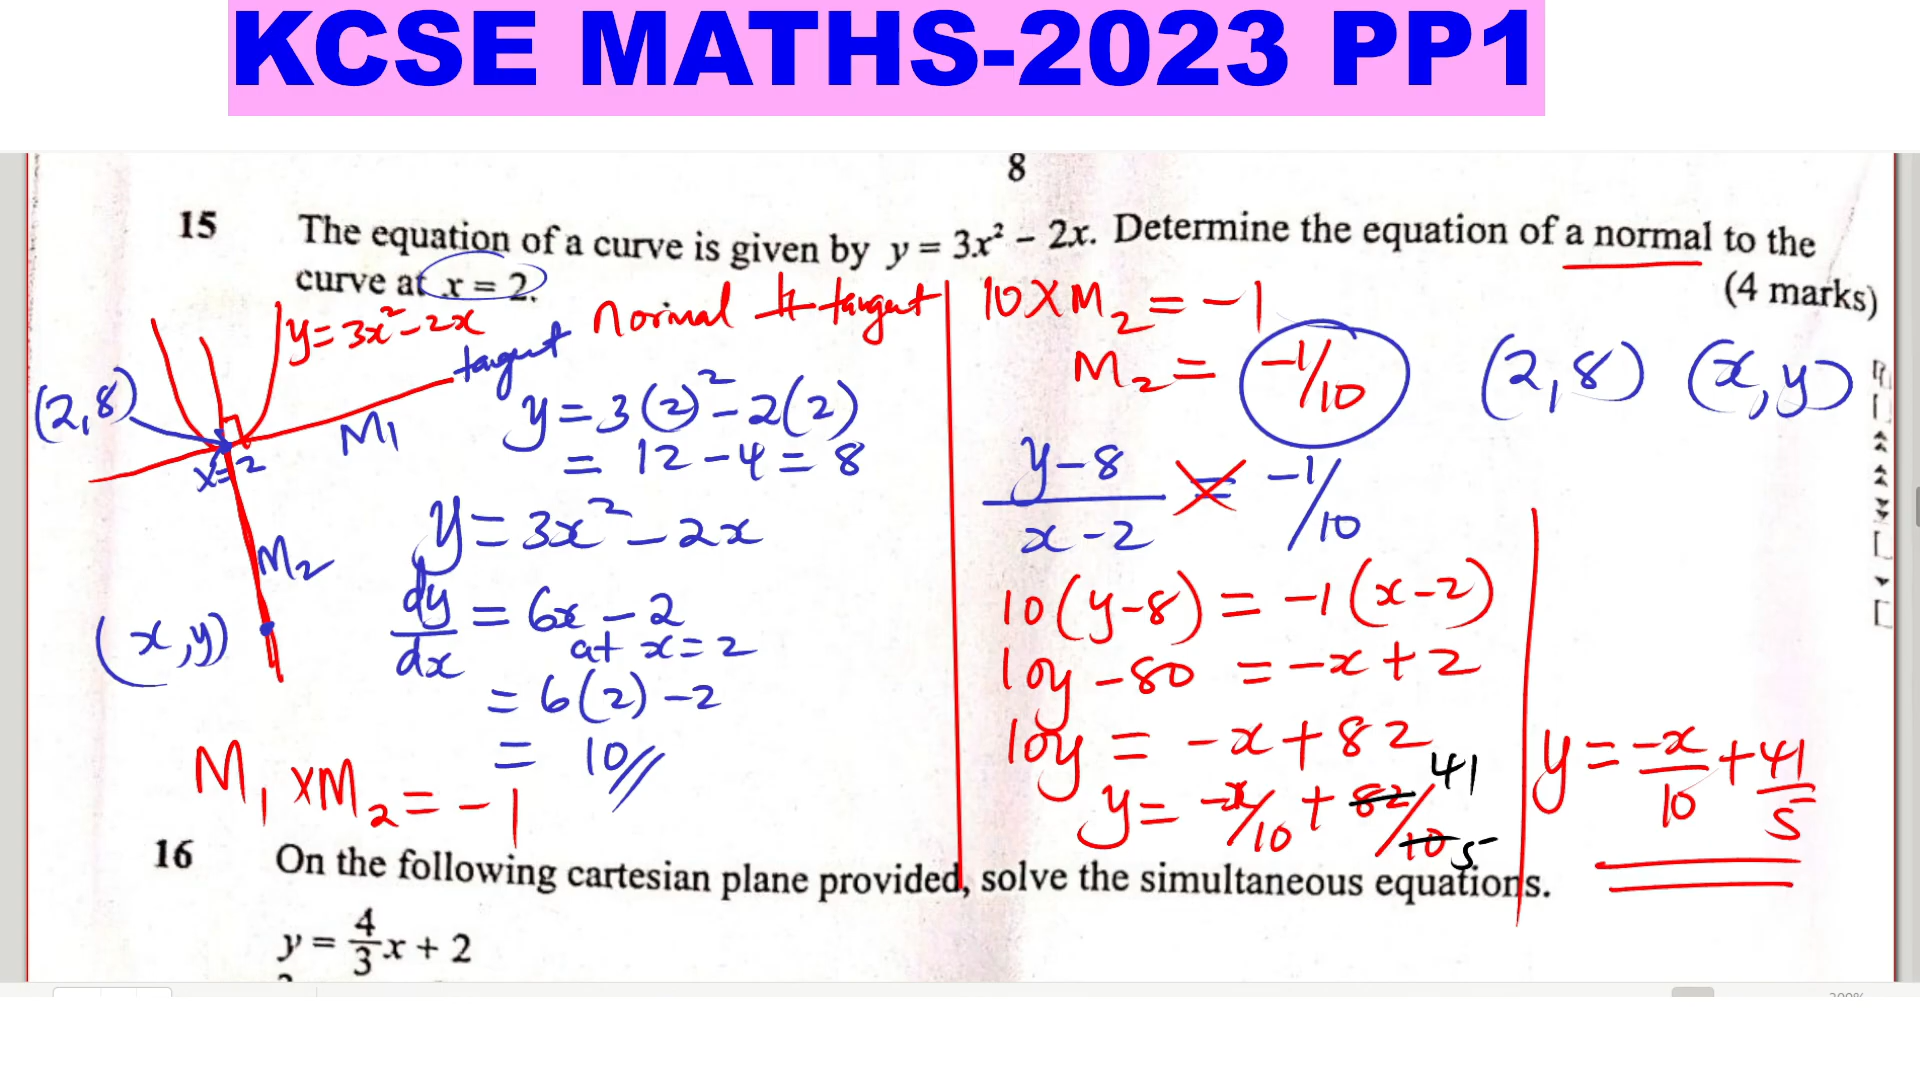 KCSE MATHS-2023 PP1
8
15 The equation of a curve is given by y = 3x² – 2x. Determine the equation of a normal to the
curve at x = 2.
(4 marks)
y = 3x² – 2x
Normal ⊥ tangent
tangent
(2,8)
M1
x=2
M2
(x,y)
y = 3(2)² – 2(2)
= 12 – 4 = 8
y = 3x² – 2x
dy/dx = 6x – 2
at x = 2
= 6(2) – 2
= 10//
M1 × M2 = –1
10 × M2 = –1
M2 = –1/10
(2,8) (x,y)
y–8/x–2 = –1/10
10(y–8) = –1(x–2)
10y – 80 = –x + 2
10y = –x + 82
y = –x/10 + 82/10
41
5
y = –x/10 + 41/5
16 On the following cartesian plane provided, solve the simultaneous equations.
y = 4/3 x + 2